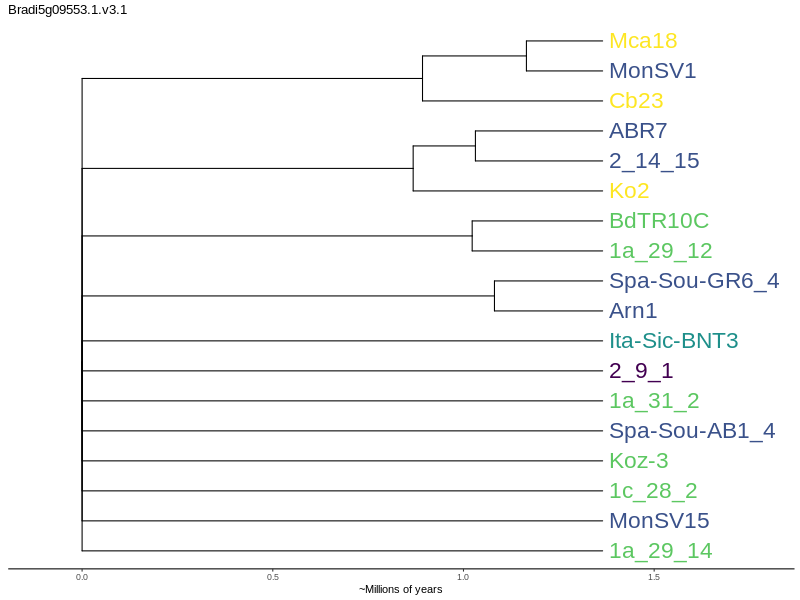 Bradi5g09553.1.v3.1
Mca18
MonSV1
Cb23
ABR7
2_14_15
Ko2
BdTR10C
1a_29_12
Spa-Sou-GR6_4
Arn1
Ita-Sic-BNT3
2_9_1
1a_31_2
Spa-Sou-AB1_4
Koz-3
1c_28_2
MonSV15
1a_29_14
0.0 0.5 1.0 1.5
~Millions of years